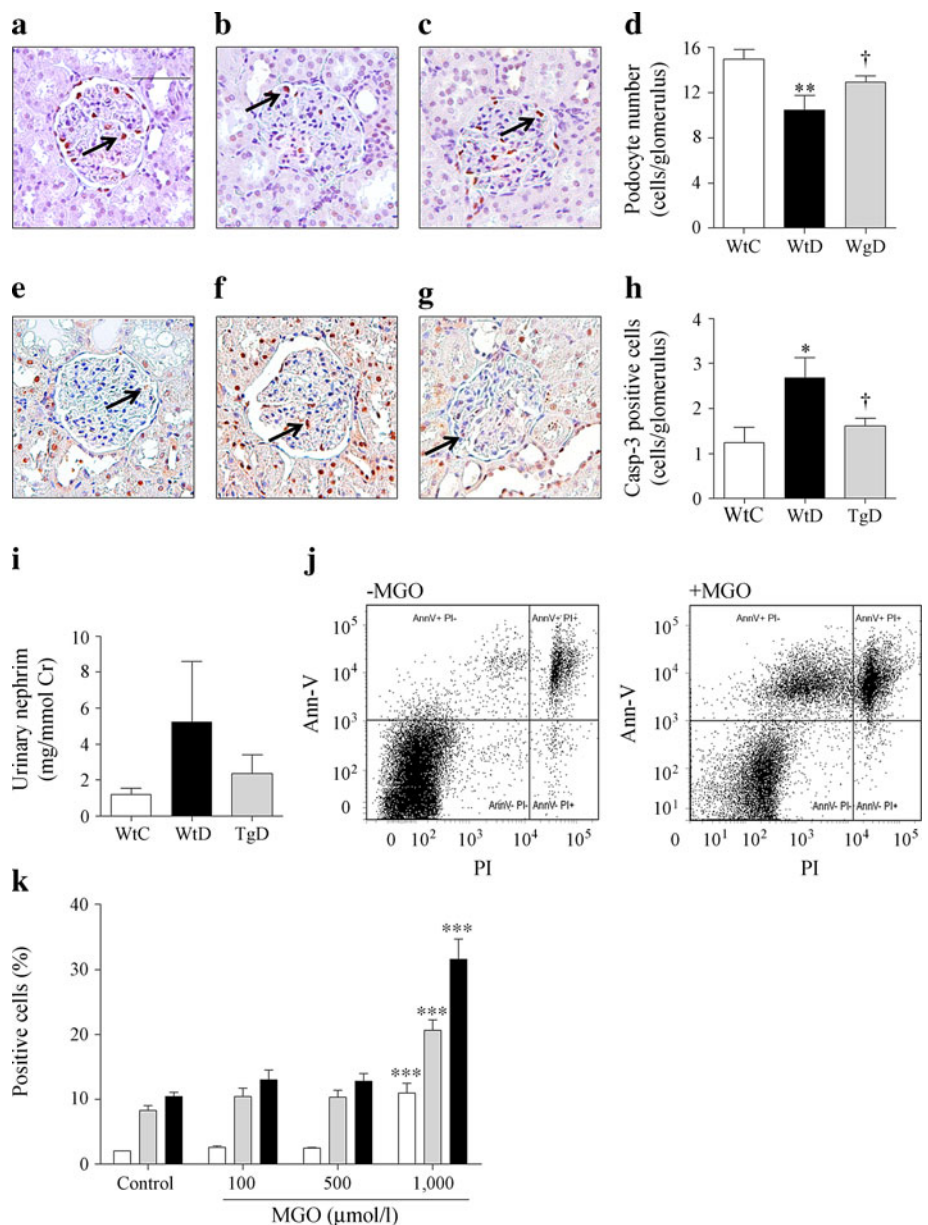 a
b
c
d
16
12
8
4
0
Podocyte number
(cells/glomerulus)
**
†
WtC WtD WgD
e
f
g
h
4
3
2
1
0
Casp-3 positive cells
(cells/glomerulus)
*
†
WtC WtD TgD
i
10
8
6
4
2
0
Urinary nephrim
(mg/mmol Cr)
WtC WtD TgD
j
-MGO
AnnV+ PI-
AnnV+ PI+
AnnV- PI-
AnnV- PI+
10⁵
10⁴
10³
10²
0
Ann-V
0 10² 10³ 10⁴ 10⁵
PI
+MGO
AnnV+ PI-
AnnV+ PI+
AnnV- PI-
AnnV- PI+
10⁵
10⁴
10³
10²
10¹
Ann-V
0 10¹ 10² 10³ 10⁴ 10⁵
PI
k
40
30
20
10
0
Positive cells (%)
***
***
***
Control 100 500 1,000
MGO (µmol/l)